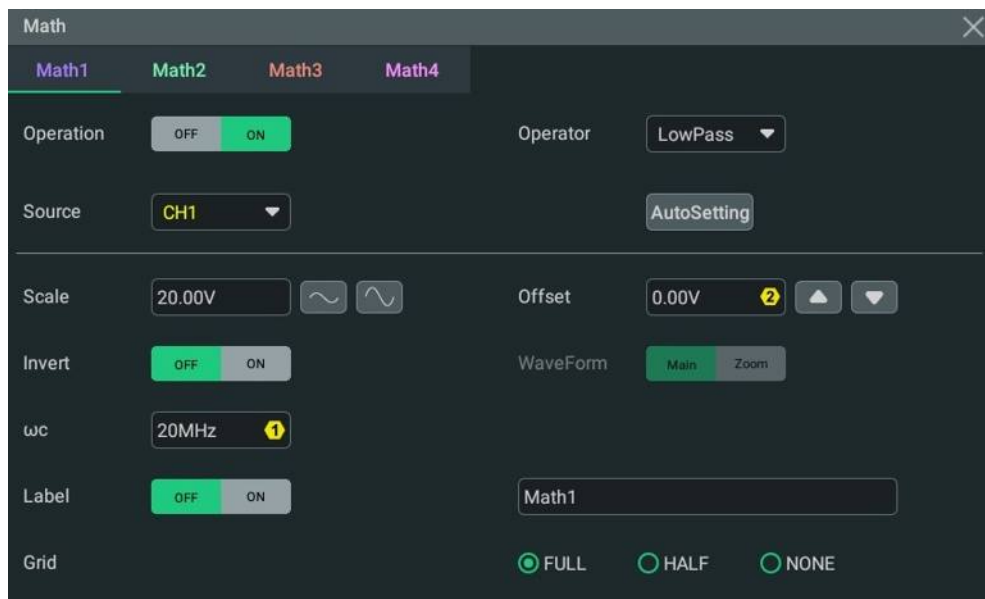 Math
Math1 Math2 Math3 Math4
Operation OFF ON Operator LowPass
Source CH1 AutoSetting
Scale 20.00V Offset 0.00V 2
Invert OFF ON WaveForm Main Zoom
ωc 20MHz 1
Label OFF ON Math1
Grid FULL HALF NONE